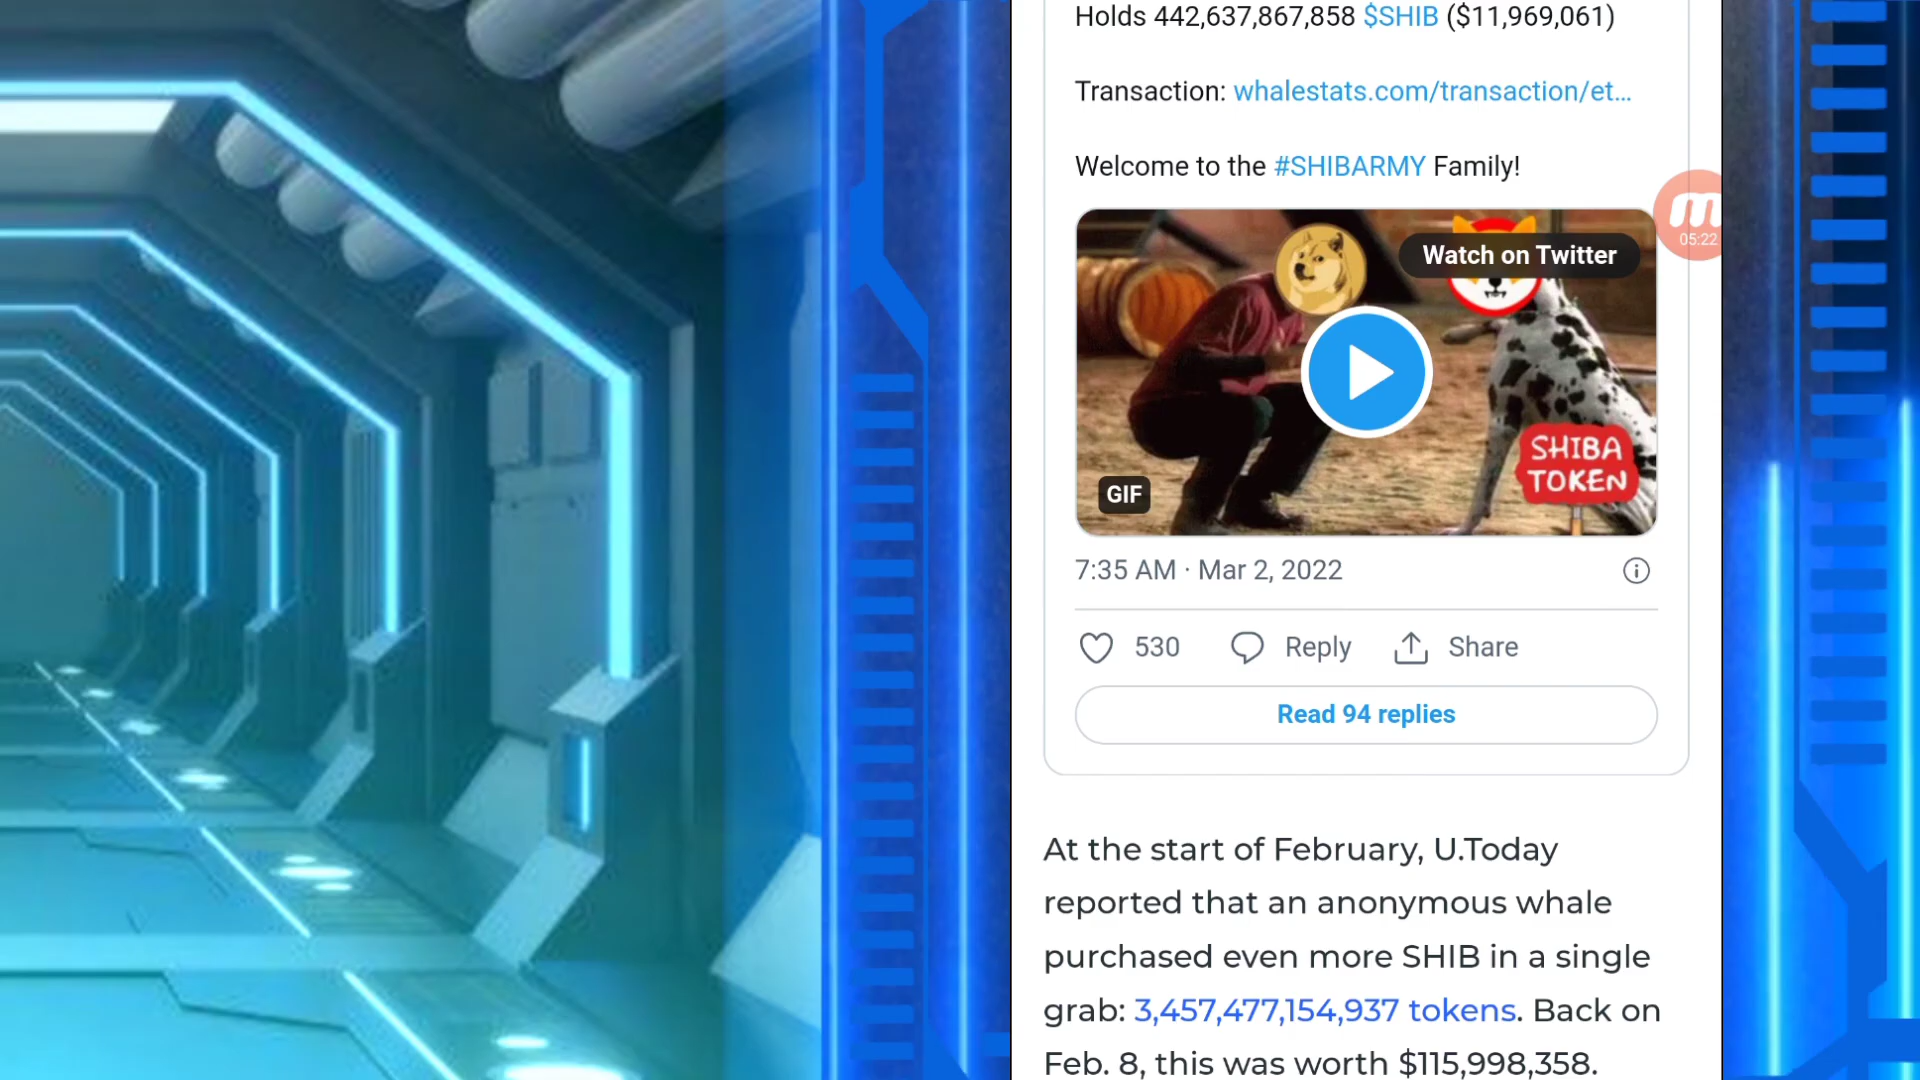 Holds 442,637,867,858 $SHIB ($11,969,061)
Transaction: whalestats.com/transaction/et...
Welcome to the #SHIBARMY Family!
m
05:22
Watch on Twitter
SHIBA
TOKEN
GIF
7:35 AM · Mar 2, 2022
530 Reply Share
Read 94 replies
At the start of February, U.Today
reported that an anonymous whale
purchased even more SHIB in a single
grab: 3,457,477,154,937 tokens. Back on
Feb. 8, this was worth $115,998,358.